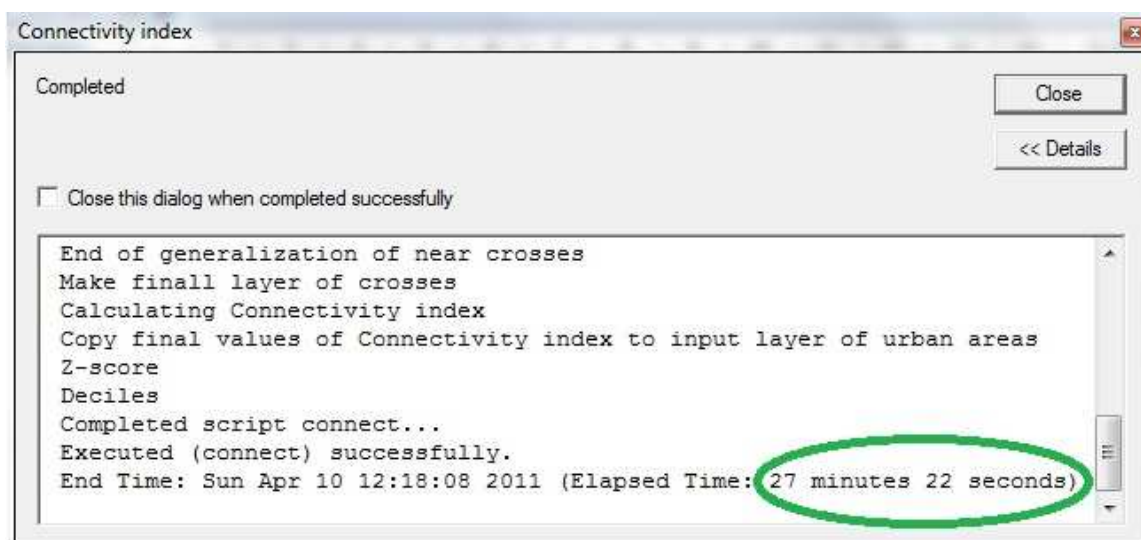 Connectivity index
Completed
Close
<< Details
Close this dialog when completed successfully
End of generalization of near crosses
Make finall layer of crosses
Calculating Connectivity index
Copy final values of Connectivity index to input layer of urban areas
Z-score
Deciles
Completed script connect...
Executed (connect) successfully.
End Time: Sun Apr 10 12:18:08 2011 (Elapsed Time: 27 minutes 22 seconds)